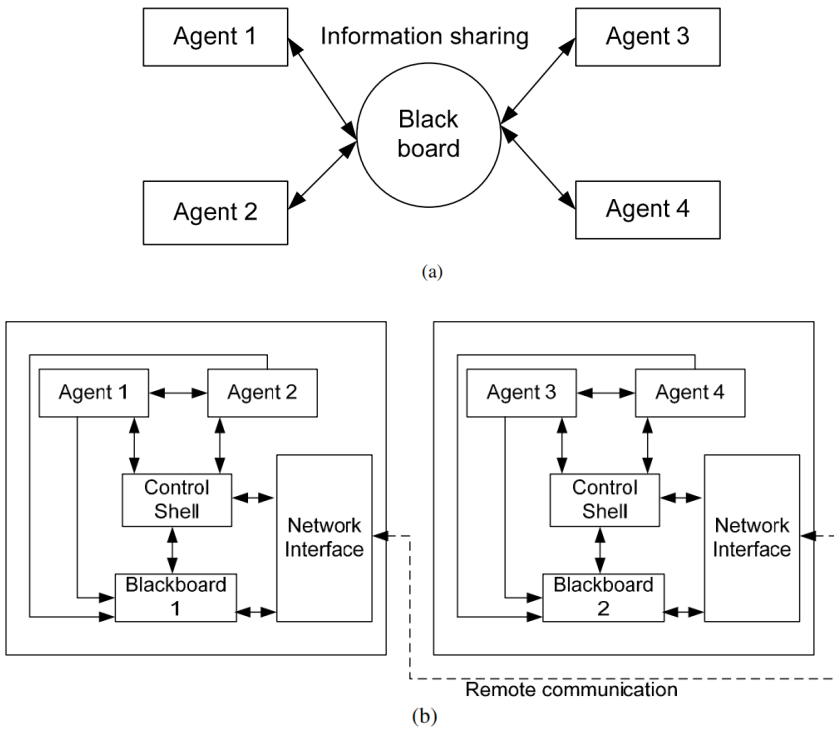 Agent 1
Information sharing
Agent 3
Black
board
Agent 2
Agent 4
(a)
Agent 1
Agent 2
Control
Shell
Network
Interface
Blackboard
1
Agent 3
Agent 4
Control
Shell
Network
Interface
Blackboard
2
Remote communication
(b)